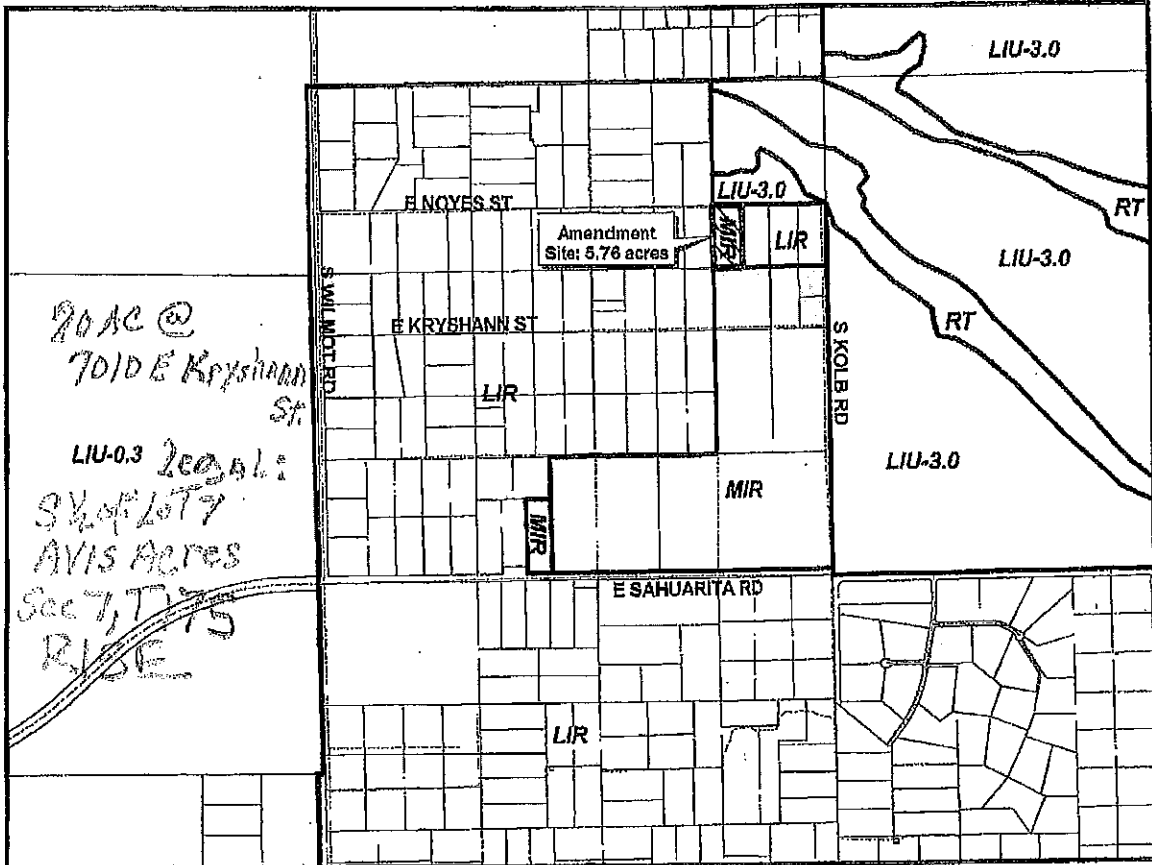 LIU-3.0
LIU-3.0
RT
E NOYES ST
Amendment
Site: 5.76 acres
MIR
LIR
LIU-3.0
S WILMOT RD
E KRYSHANN ST
S KOLB RD
RT
20 AC @
7010 E Kryshann
St.
LIR
LIU-0.3
Legal:
LIU-3.0
S½ of LOT 7
MIR
AVIS Acres
MIR
Sec 7, T17S
R15E
E SAHUARITA RD
LIR